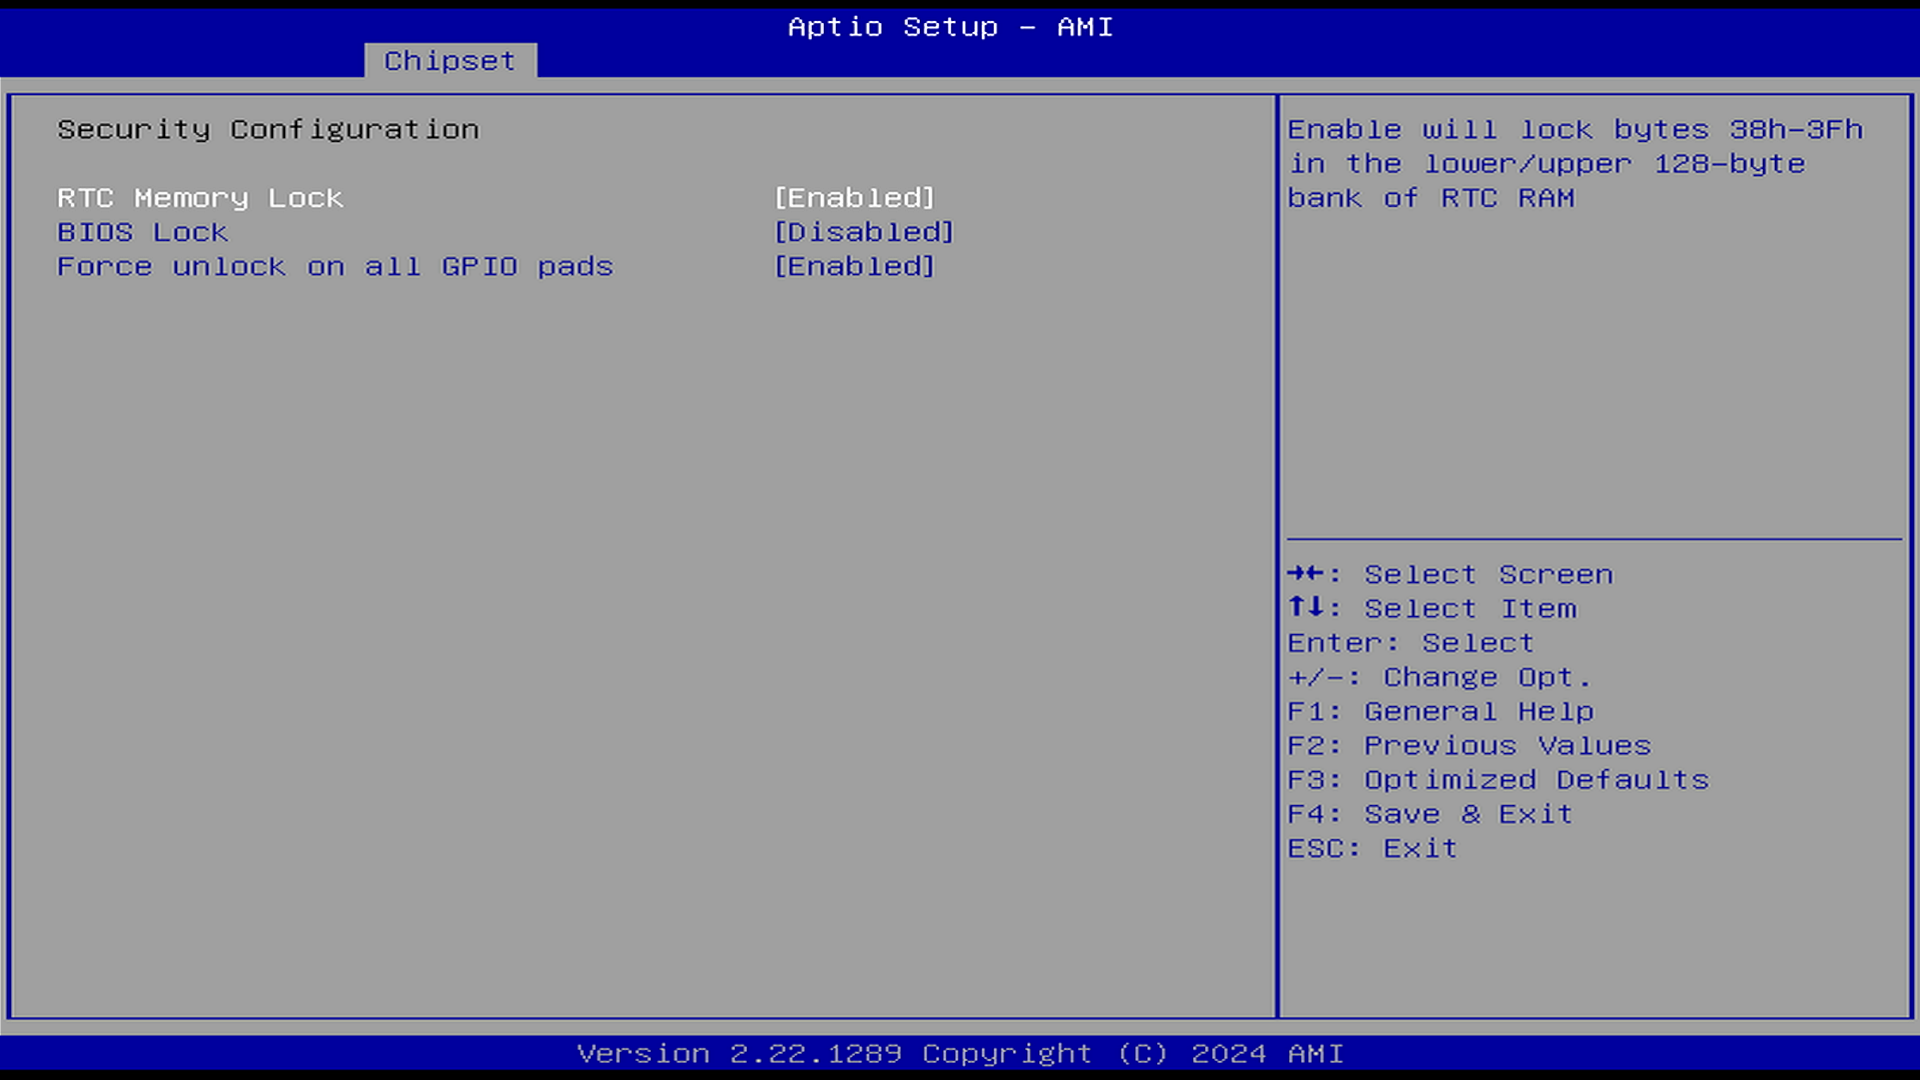 Aptio Setup – AMI
Chipset
Security Configuration
RTC Memory Lock [Enabled]
BIOS Lock [Disabled]
Force unlock on all GPIO pads [Enabled]
Enable will lock bytes 38h–3Fh
in the lower/upper 128–byte
bank of RTC RAM
→←: Select Screen
↑↓: Select Item
Enter: Select
+/–: Change Opt.
F1: General Help
F2: Previous Values
F3: Optimized Defaults
F4: Save & Exit
ESC: Exit
Version 2.22.1289 Copyright (C) 2024 AMI